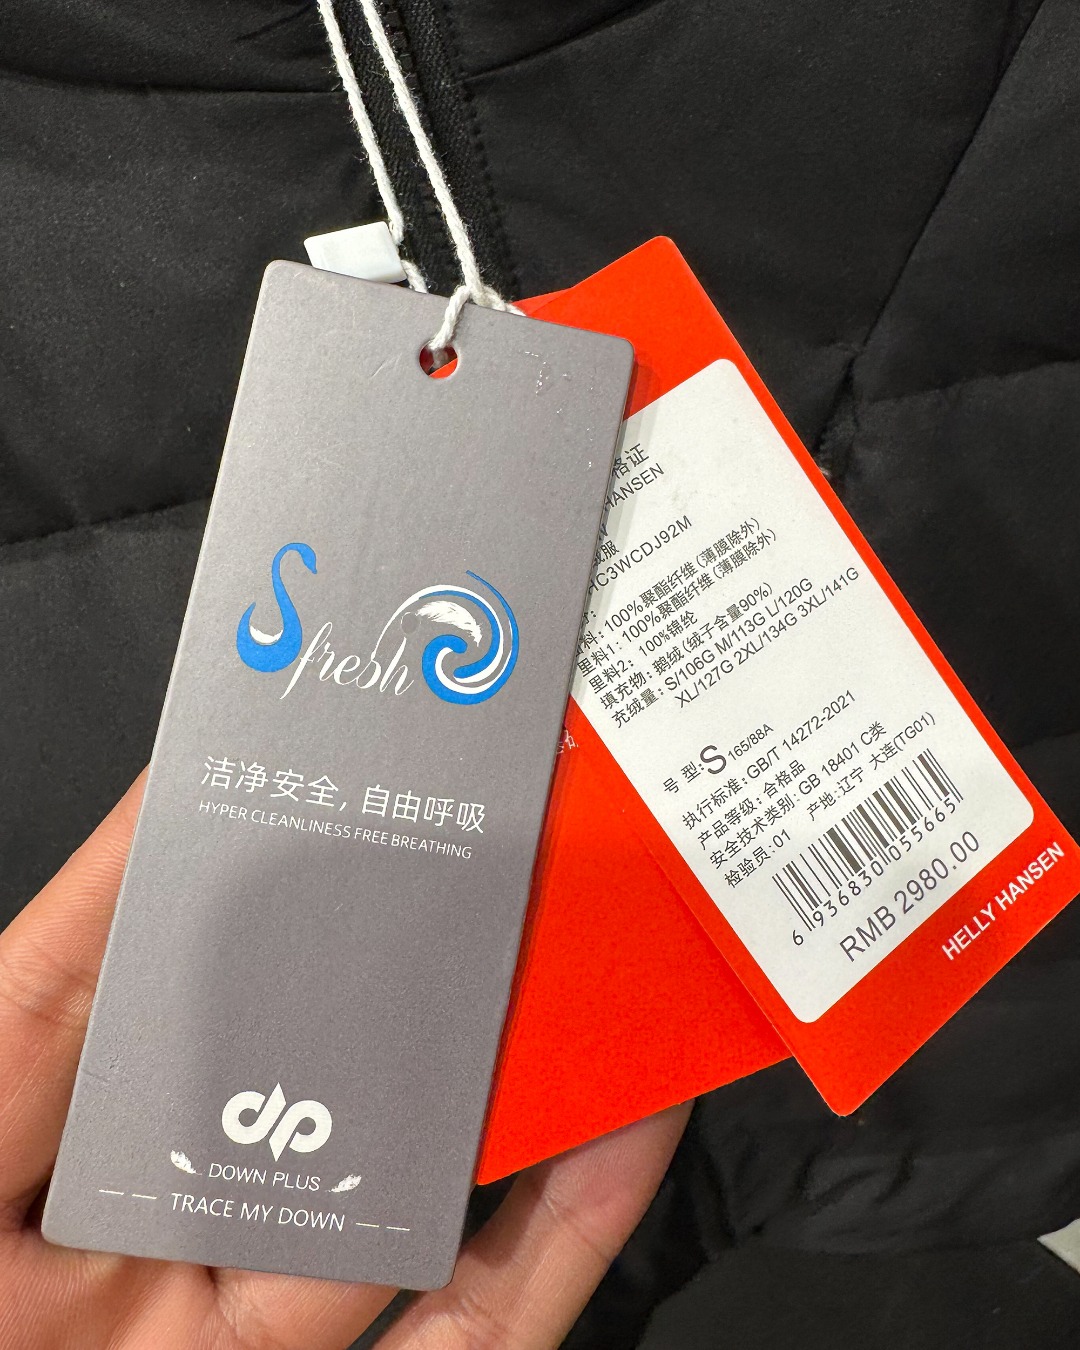 Sfresh
洁净安全, 自由呼吸
HYPER CLEANLINESS FREE BREATHING
dp
DOWN PLUS
TRACE MY DOWN
格证
HANSEN
绒服
HC3WCDJ92M
料: 100%聚酯纤维 (薄膜除外)
里料1: 100%聚酯纤维 (薄膜除外)
里料2: 100%锦纶
填充物: 鹅绒(绒子含量90%)
充绒量: S/106G M/113G L/120G
XL/127G 2XL/134G 3XL/141G
号 型: S 165/88A
执行标准: GB/T 14272-2021
产品等级: 合格品
安全技术类别: GB 18401 C类
检验员: 01 产地: 辽宁 大连(TG01)
6 936830 055665
RMB 2980.00
HELLY HANSEN